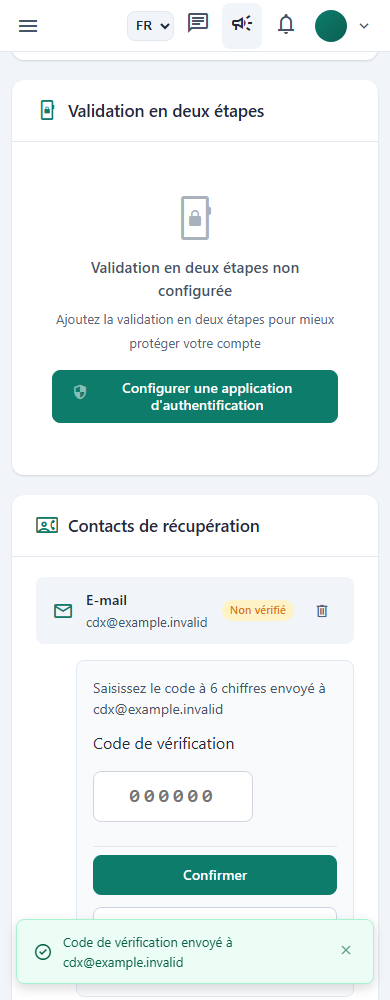 FR
Validation en deux étapes
Validation en deux étapes non
configurée
Ajoutez la validation en deux étapes pour mieux
protéger votre compte
Configurer une application
d'authentification
Contacts de récupération
E-mail
cdx@example.invalid
Non vérifié
Saisissez le code à 6 chiffres envoyé à
cdx@example.invalid
Code de vérification
000000
Confirmer
Code de vérification envoyé à
cdx@example.invalid